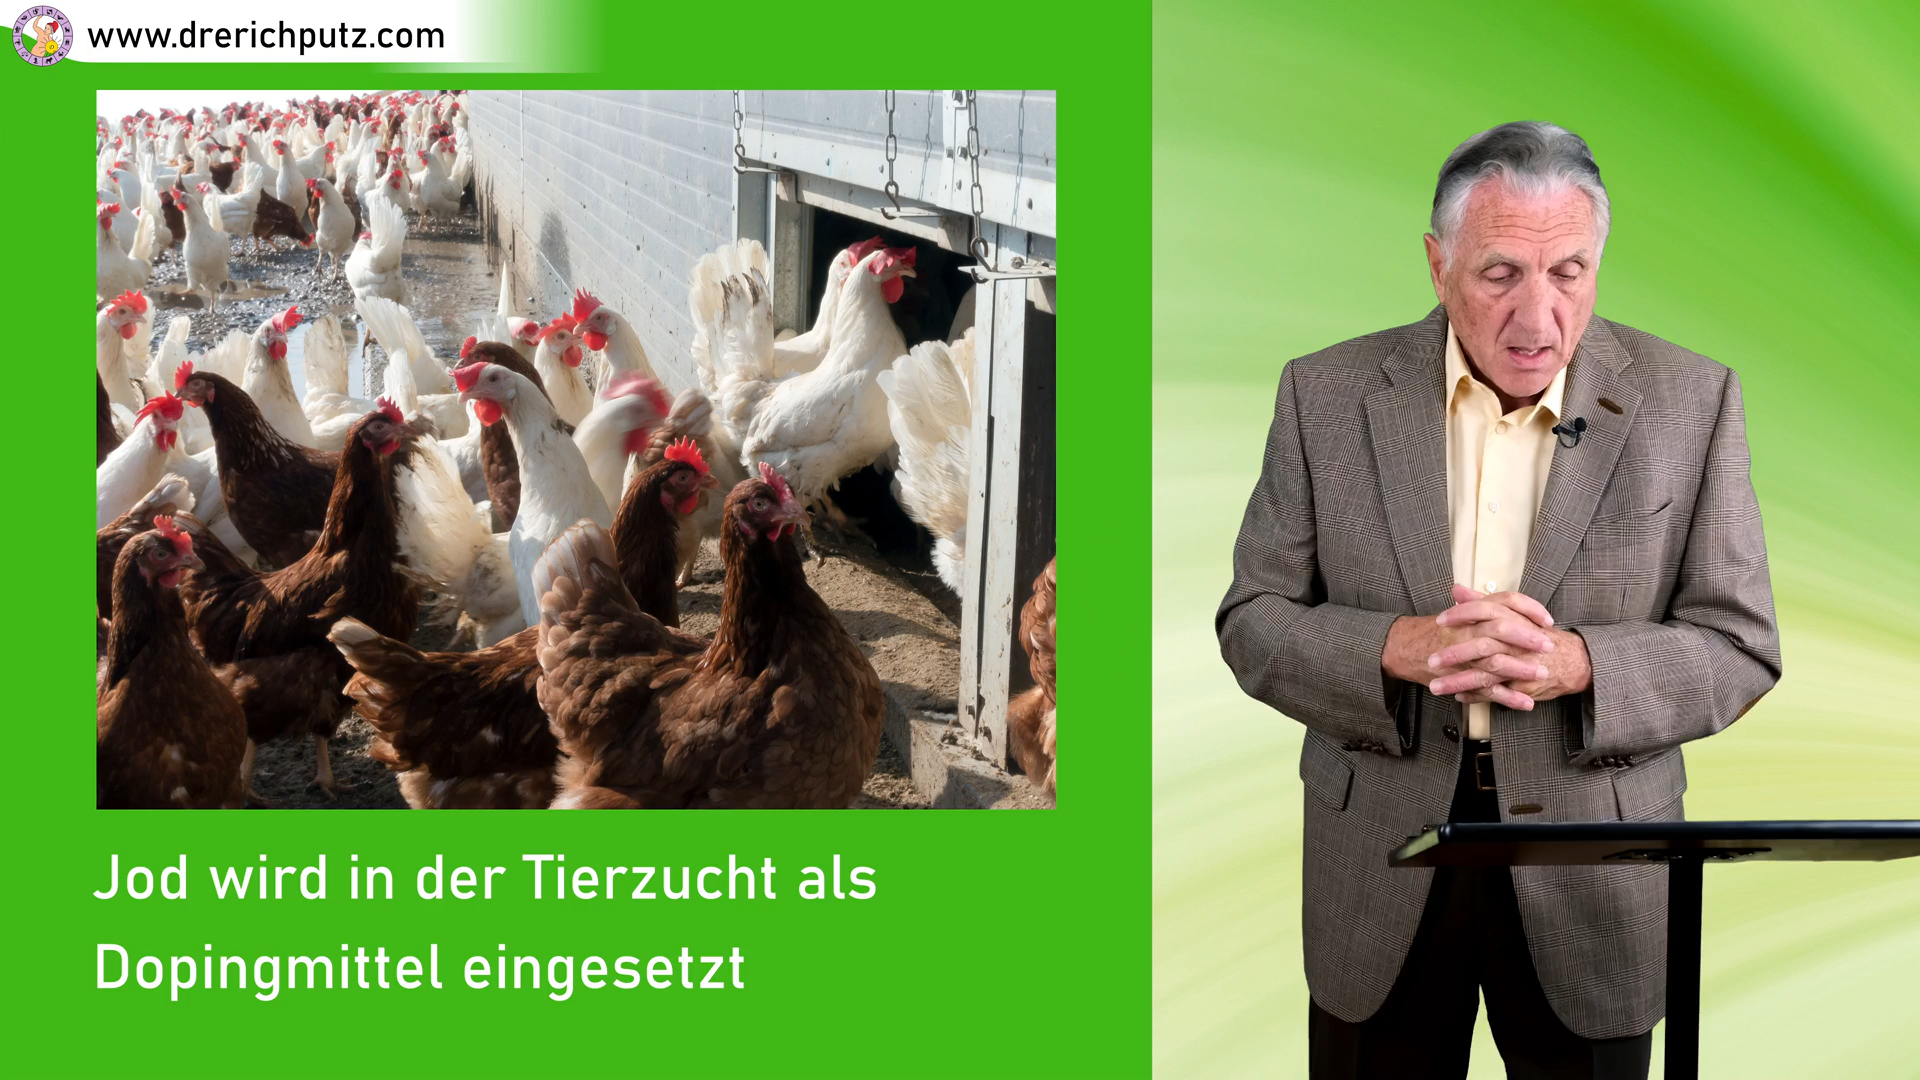 www.drerichputz.com
Jod wird in der Tierzucht als
Dopingmittel eingesetzt